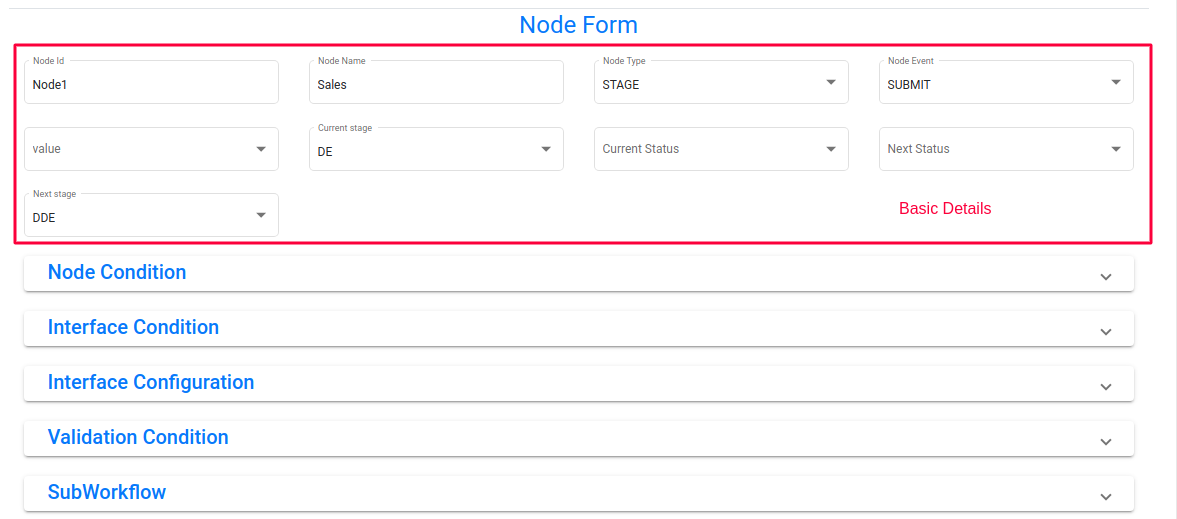 Node Form
Node Id
Node1
Node Name
Sales
Node Type
STAGE
Node Event
SUBMIT
value
Current stage
DE
Current Status
Next Status
Next stage
DDE
Basic Details
Node Condition
Interface Condition
Interface Configuration
Validation Condition
SubWorkflow